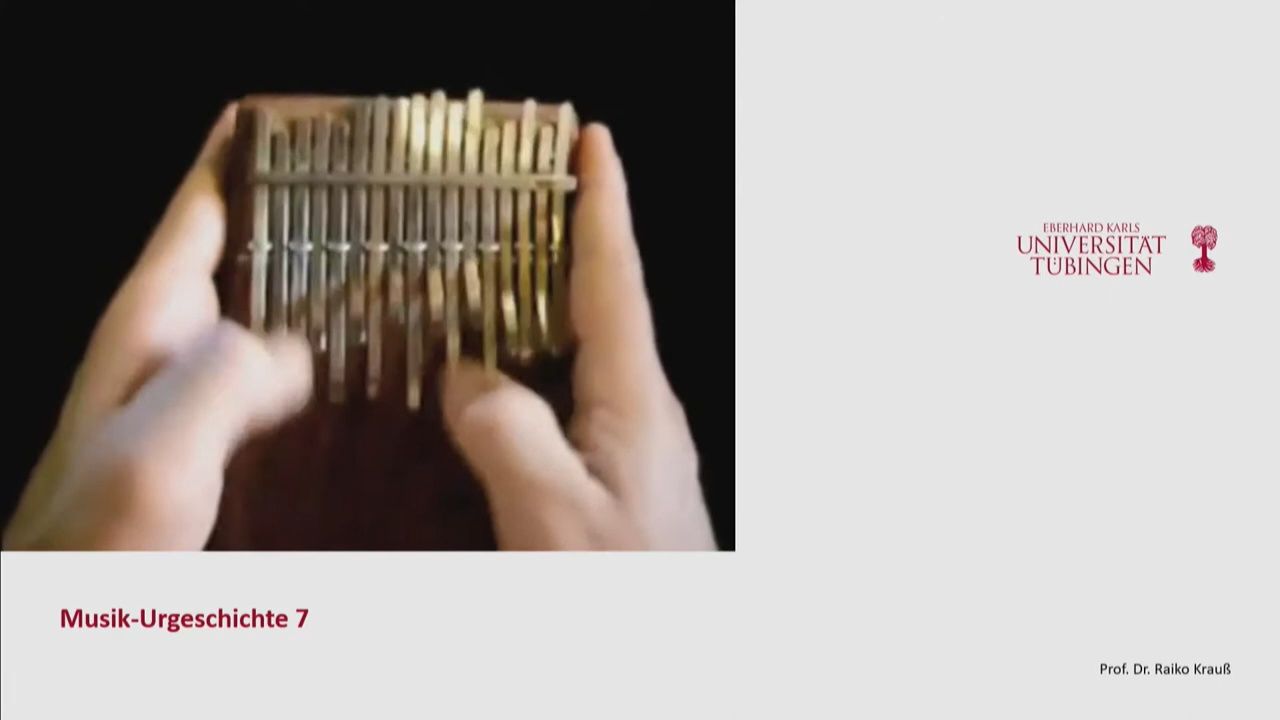 EBERHARD KARLS
UNIVERSITÄT
TÜBINGEN
Musik-Urgeschichte 7
Prof. Dr. Raiko Krauß